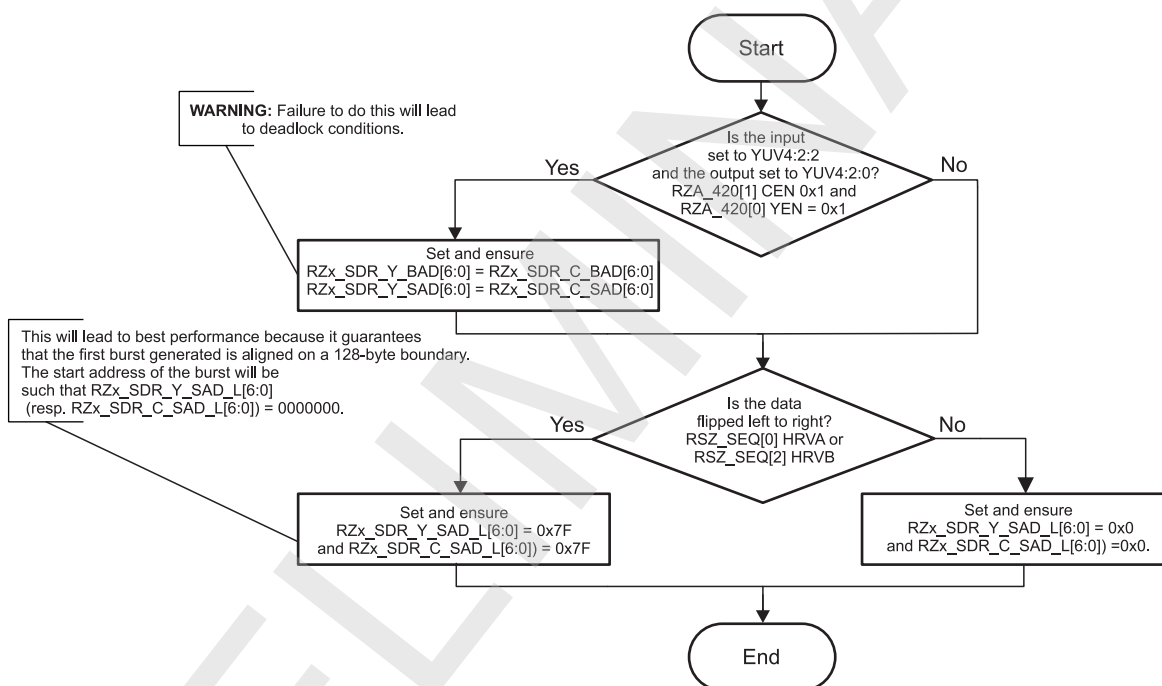 Start
WARNING: Failure to do this will lead
to deadlock conditions.
Is the input
set to YUV4:2:2
and the output set to YUV4:2:0?
RZA_420[1] CEN 0x1 and
RZA_420[0] YEN = 0x1
Yes
No
Set and ensure
RZx_SDR_Y_BAD[6:0] = RZx_SDR_C_BAD[6:0]
RZx_SDR_Y_SAD[6:0] = RZx_SDR_C_SAD[6:0]
This will lead to best performance because it guarantees
that the first burst generated is aligned on a 128-byte boundary.
The start address of the burst will be
such that RZx_SDR_Y_SAD_L[6:0]
(resp. RZx_SDR_C_SAD_L[6:0]) = 0000000.
Is the data
flipped left to right?
RSZ_SEQ[0] HRVA or
RSZ_SEQ[2] HRVB
Yes
No
Set and ensure
RZx_SDR_Y_SAD_L[6:0] = 0x7F
and RZx_SDR_C_SAD_L[6:0]) = 0x7F
Set and ensure
RZx_SDR_Y_SAD_L[6:0] = 0x0
and RZx_SDR_C_SAD_L[6:0]) =0x0.
End